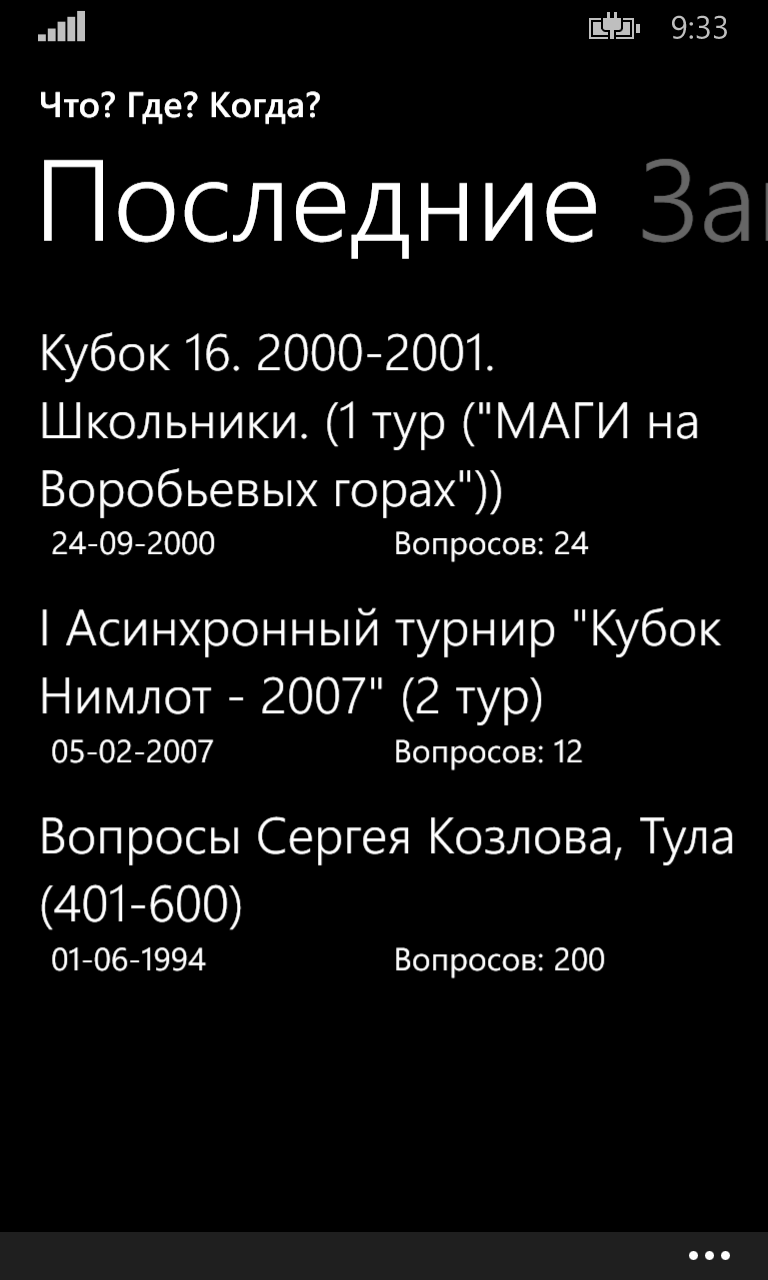 9:33
Что? Где? Когда?
Последние
Кубок 16. 2000-2001.
Школьники. (1 тур ("МАГИ на
Воробьевых горах"))
24-09-2000 Вопросов: 24
I Асинхронный турнир "Кубок
Нимлот - 2007" (2 тур)
05-02-2007 Вопросов: 12
Вопросы Сергея Козлова, Тула
(401-600)
01-06-1994 Вопросов: 200